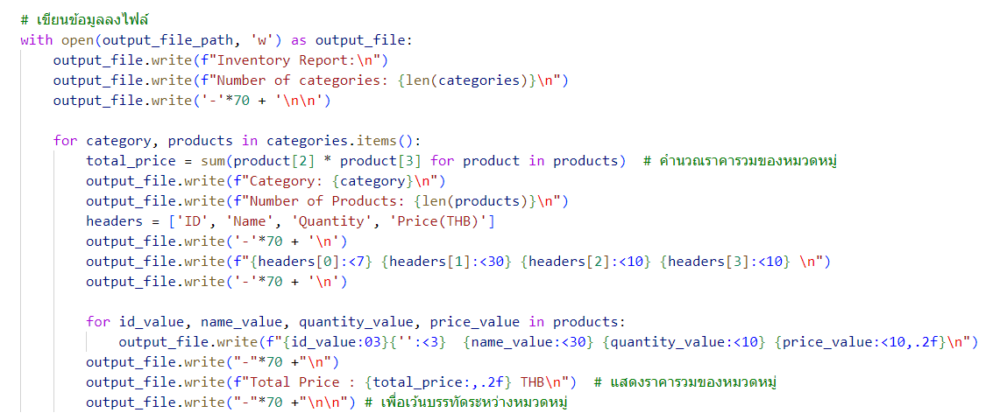 # เขียนข้อมูลลงไฟล์
with open(output_file_path, 'w') as output_file:
    output_file.write(f"Inventory Report:\n")
    output_file.write(f"Number of categories: {len(categories)}\n")
    output_file.write('-'*70 + '\n\n')

    for category, products in categories.items():
        total_price = sum(product[2] * product[3] for product in products)  # คำนวณราคารวมของหมวดหมู่
        output_file.write(f"Category: {category}\n")
        output_file.write(f"Number of Products: {len(products)}\n")
        headers = ['ID', 'Name', 'Quantity', 'Price(THB)']
        output_file.write('-'*70 + '\n')
        output_file.write(f"{headers[0]:<7} {headers[1]:<30} {headers[2]:<10} {headers[3]:<10} \n")
        output_file.write('-'*70 + '\n')

        for id_value, name_value, quantity_value, price_value in products:
            output_file.write(f"{id_value:03}{'':<3}  {name_value:<30} {quantity_value:<10} {price_value:<10,.2f}\n")
        output_file.write("-"*70 +"\n")
        output_file.write(f"Total Price : {total_price:,.2f} THB\n")  # แสดงราคารวมของหมวดหมู่
        output_file.write("-"*70 +"\n\n") # เพื่อเว้นบรรทัดระหว่างหมวดหมู่